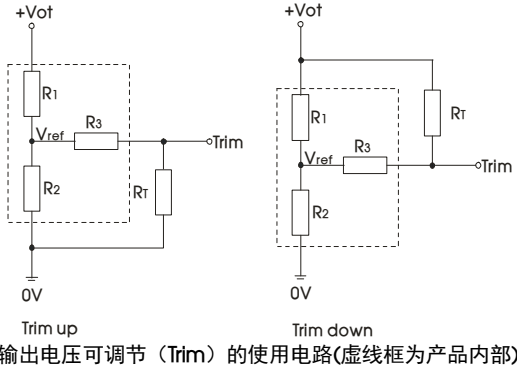 +Vot
R1
Vref
R3
Trim
R2
RT
0V
Trim up
+Vot
R1
RT
Vref
R3
Trim
R2
0V
Trim down
输出电压可调节（Trim）的使用电路(虚线框为产品内部)